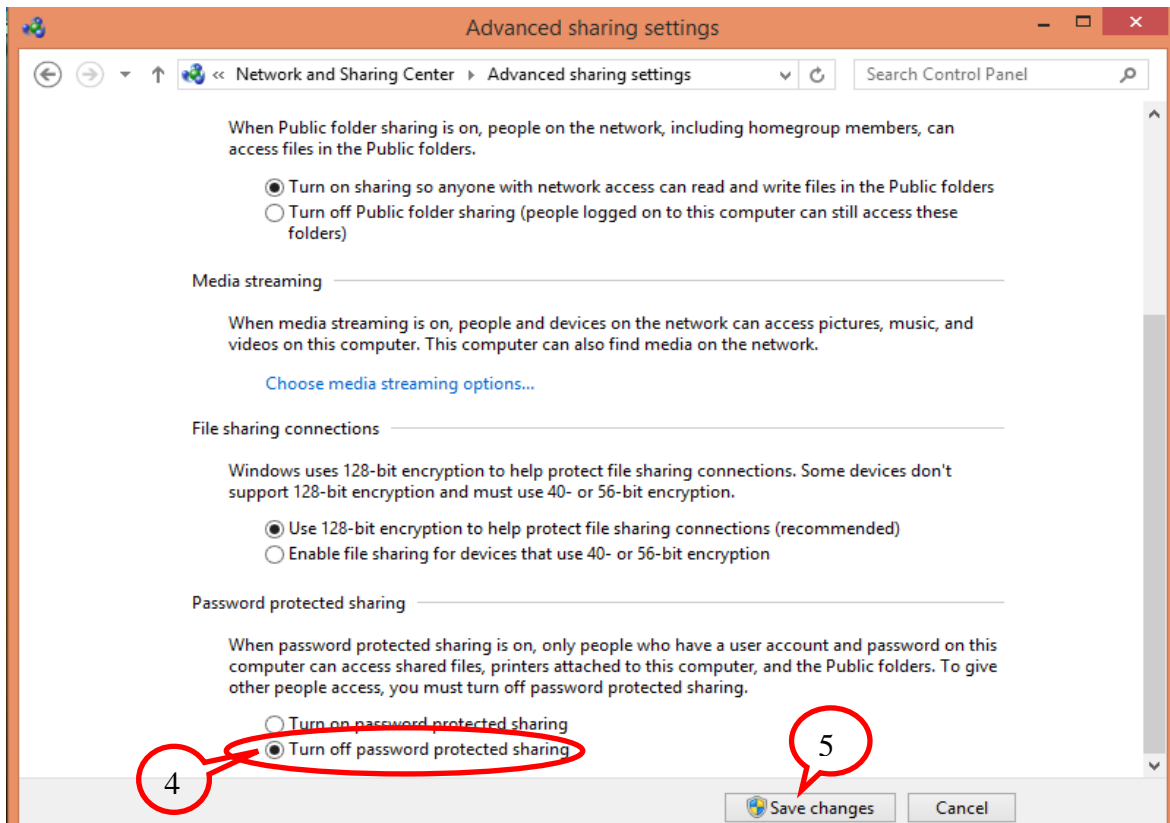 Advanced sharing settings
« Network and Sharing Center Advanced sharing settings
Search Control Panel
When Public folder sharing is on, people on the network, including homegroup members, can
access files in the Public folders.
Turn on sharing so anyone with network access can read and write files in the Public folders
Turn off Public folder sharing (people logged on to this computer can still access these
folders)
Media streaming
When media streaming is on, people and devices on the network can access pictures, music, and
videos on this computer. This computer can also find media on the network.
Choose media streaming options...
File sharing connections
Windows uses 128-bit encryption to help protect file sharing connections. Some devices don't
support 128-bit encryption and must use 40- or 56-bit encryption.
Use 128-bit encryption to help protect file sharing connections (recommended)
Enable file sharing for devices that use 40- or 56-bit encryption
Password protected sharing
When password protected sharing is on, only people who have a user account and password on this
computer can access shared files, printers attached to this computer, and the Public folders. To give
other people access, you must turn off password protected sharing.
Turn on password protected sharing
Turn off password protected sharing
4
5
Save changes
Cancel